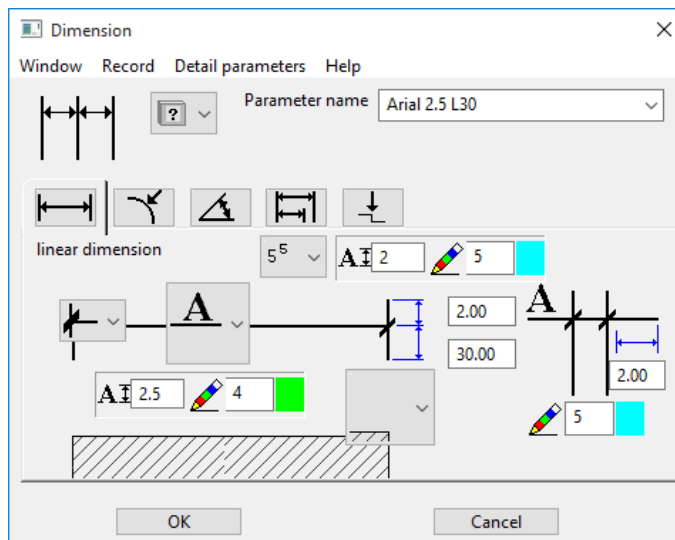 Dimension
Window Record Detail parameters Help
Parameter name Arial 2.5 L30
?
linear dimension
5⁵ A 2 5
A 2.00 A
30.00
2.00
A 2.5 4
5
OK Cancel